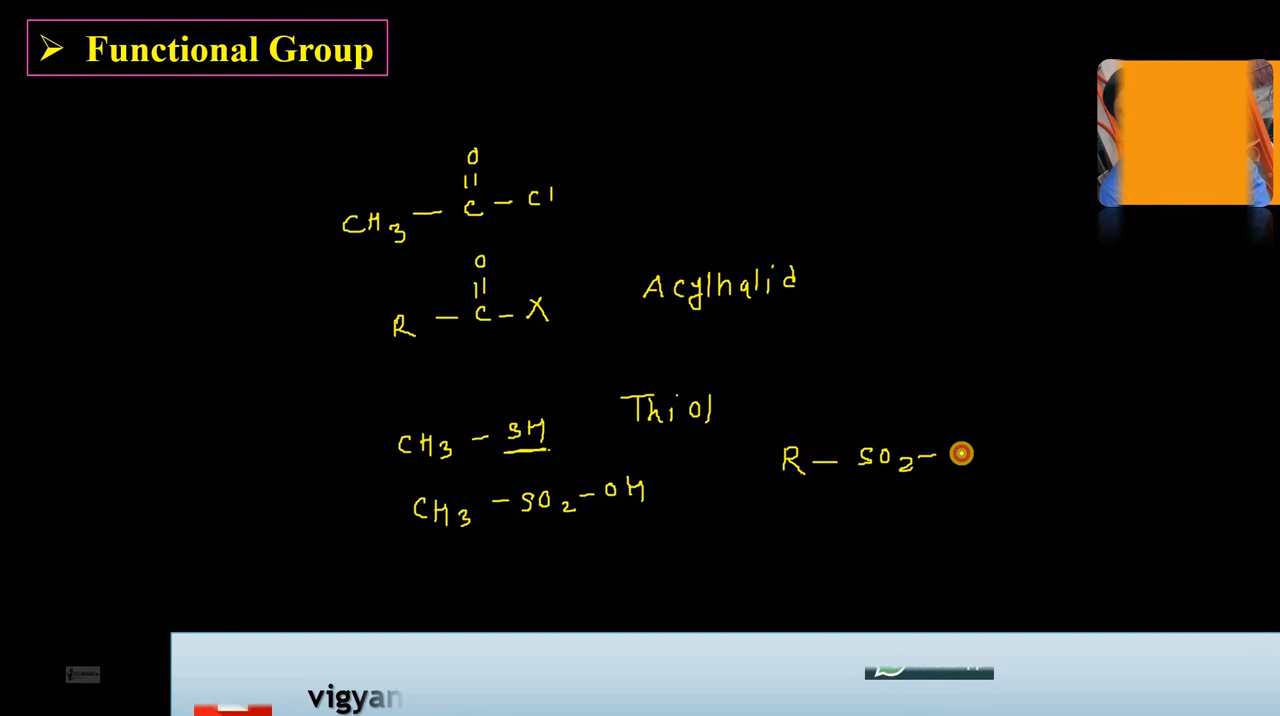 ➤ Functional Group
O
||
CH3 — C — Cl
O
||
R — C — X
Acylhalid
CH3 — SH
Thiol
R — SO2 —
CH3 — SO2 — OH
vigyan